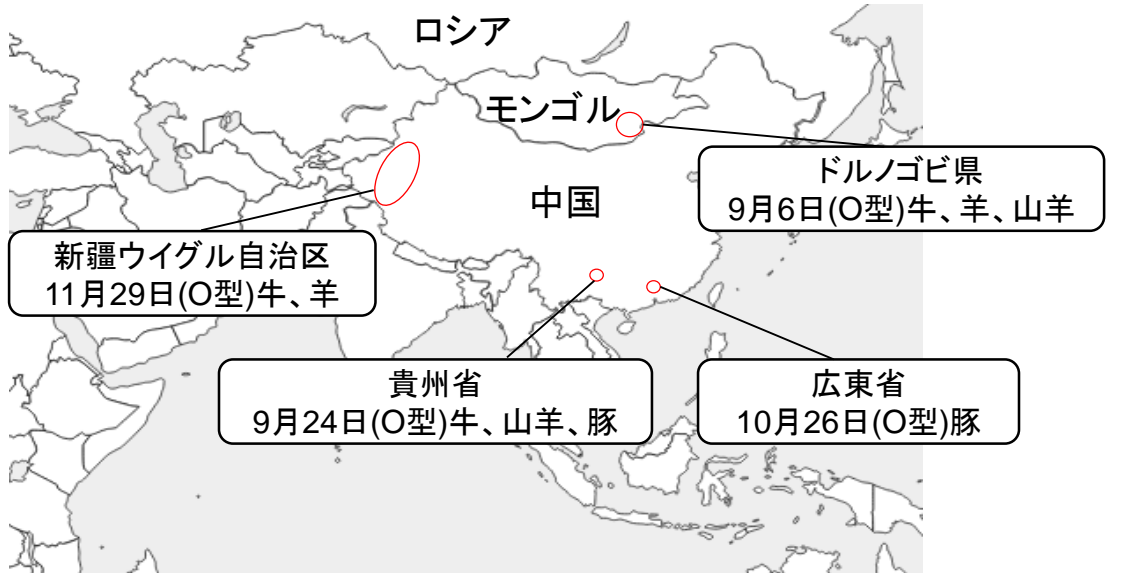 ロシア
モンゴル
中国
ドルノゴビ県
9月6日(O型)牛、羊、山羊
新疆ウイグル自治区
11月29日(O型)牛、羊
貴州省
9月24日(O型)牛、山羊、豚
広東省
10月26日(O型)豚